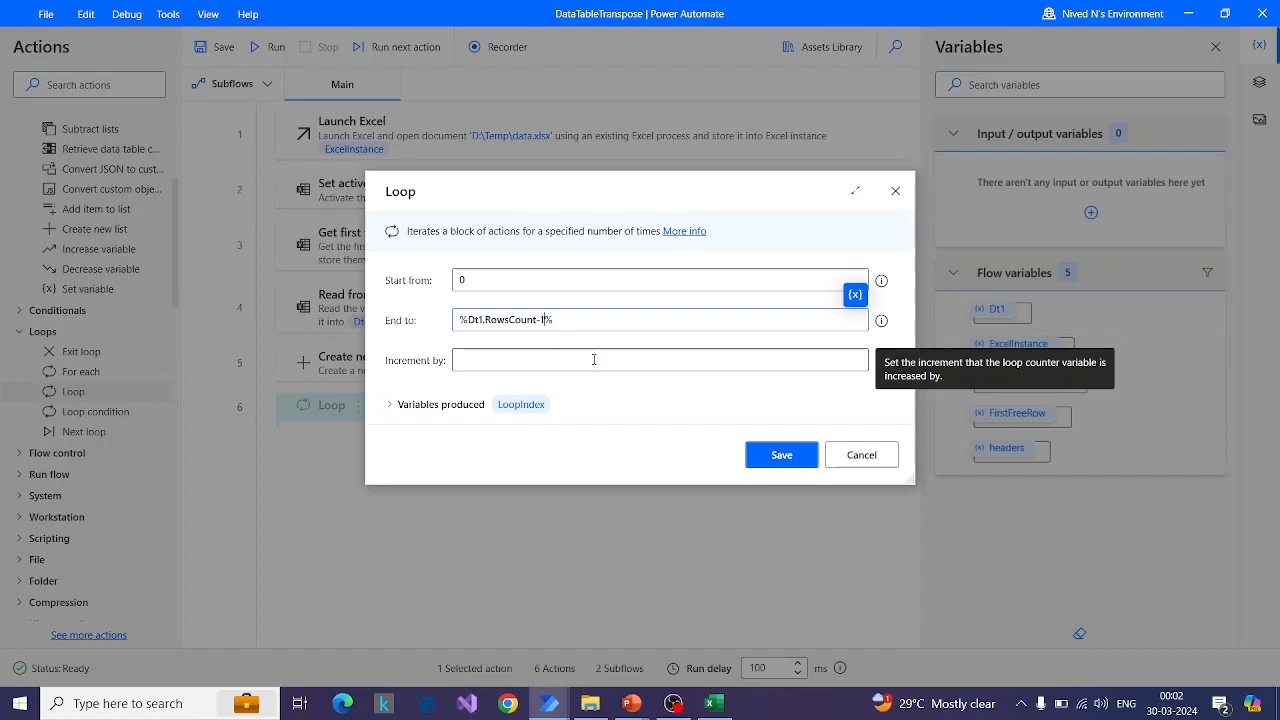 File Edit Debug Tools View Help DataTableTranspose | Power Automate Nived N's Environment
Actions Save Run Stop Run next action Recorder Assets Library Variables
Search actions Subflows Main Search variables
Subtract lists
Retrieve data table c...
Convert JSON to cust...
Convert custom obje...
Add item to list
Create new list
Increase variable
Decrease variable
Set variable
Conditionals
Loops
Exit loop
For each
Loop
Loop condition
Next loop
Flow control
Run flow
System
Workstation
Scripting
File
Folder
Compression
See more actions
1 Launch Excel
Launch Excel and open document 'D:\Temp\data.xlsx' using an existing Excel process and store it into Excel instance
ExcelInstance
2 Set active
Activate th
3 Get first
Get the firs
store them
4 Read from
Read the v
it into Dt
5 Create ne
Create a ne
6 Loop
Loop
Iterates a block of actions for a specified number of times More info
Start from: 0
{x}
End to: %Dt1.RowsCount-1%
Increment by:
Set the increment that the loop counter variable is
increased by.
Variables produced LoopIndex
Save Cancel
Input / output variables 0
There aren't any input or output variables here yet
Flow variables 5
Dt1
ExcelInstance
FirstFreeRow
headers
Status: Ready 1 Selected action 6 Actions 2 Subflows Run delay 100 ms
Type here to search 29°C Mostly clear ENG 00:02
30-03-2024